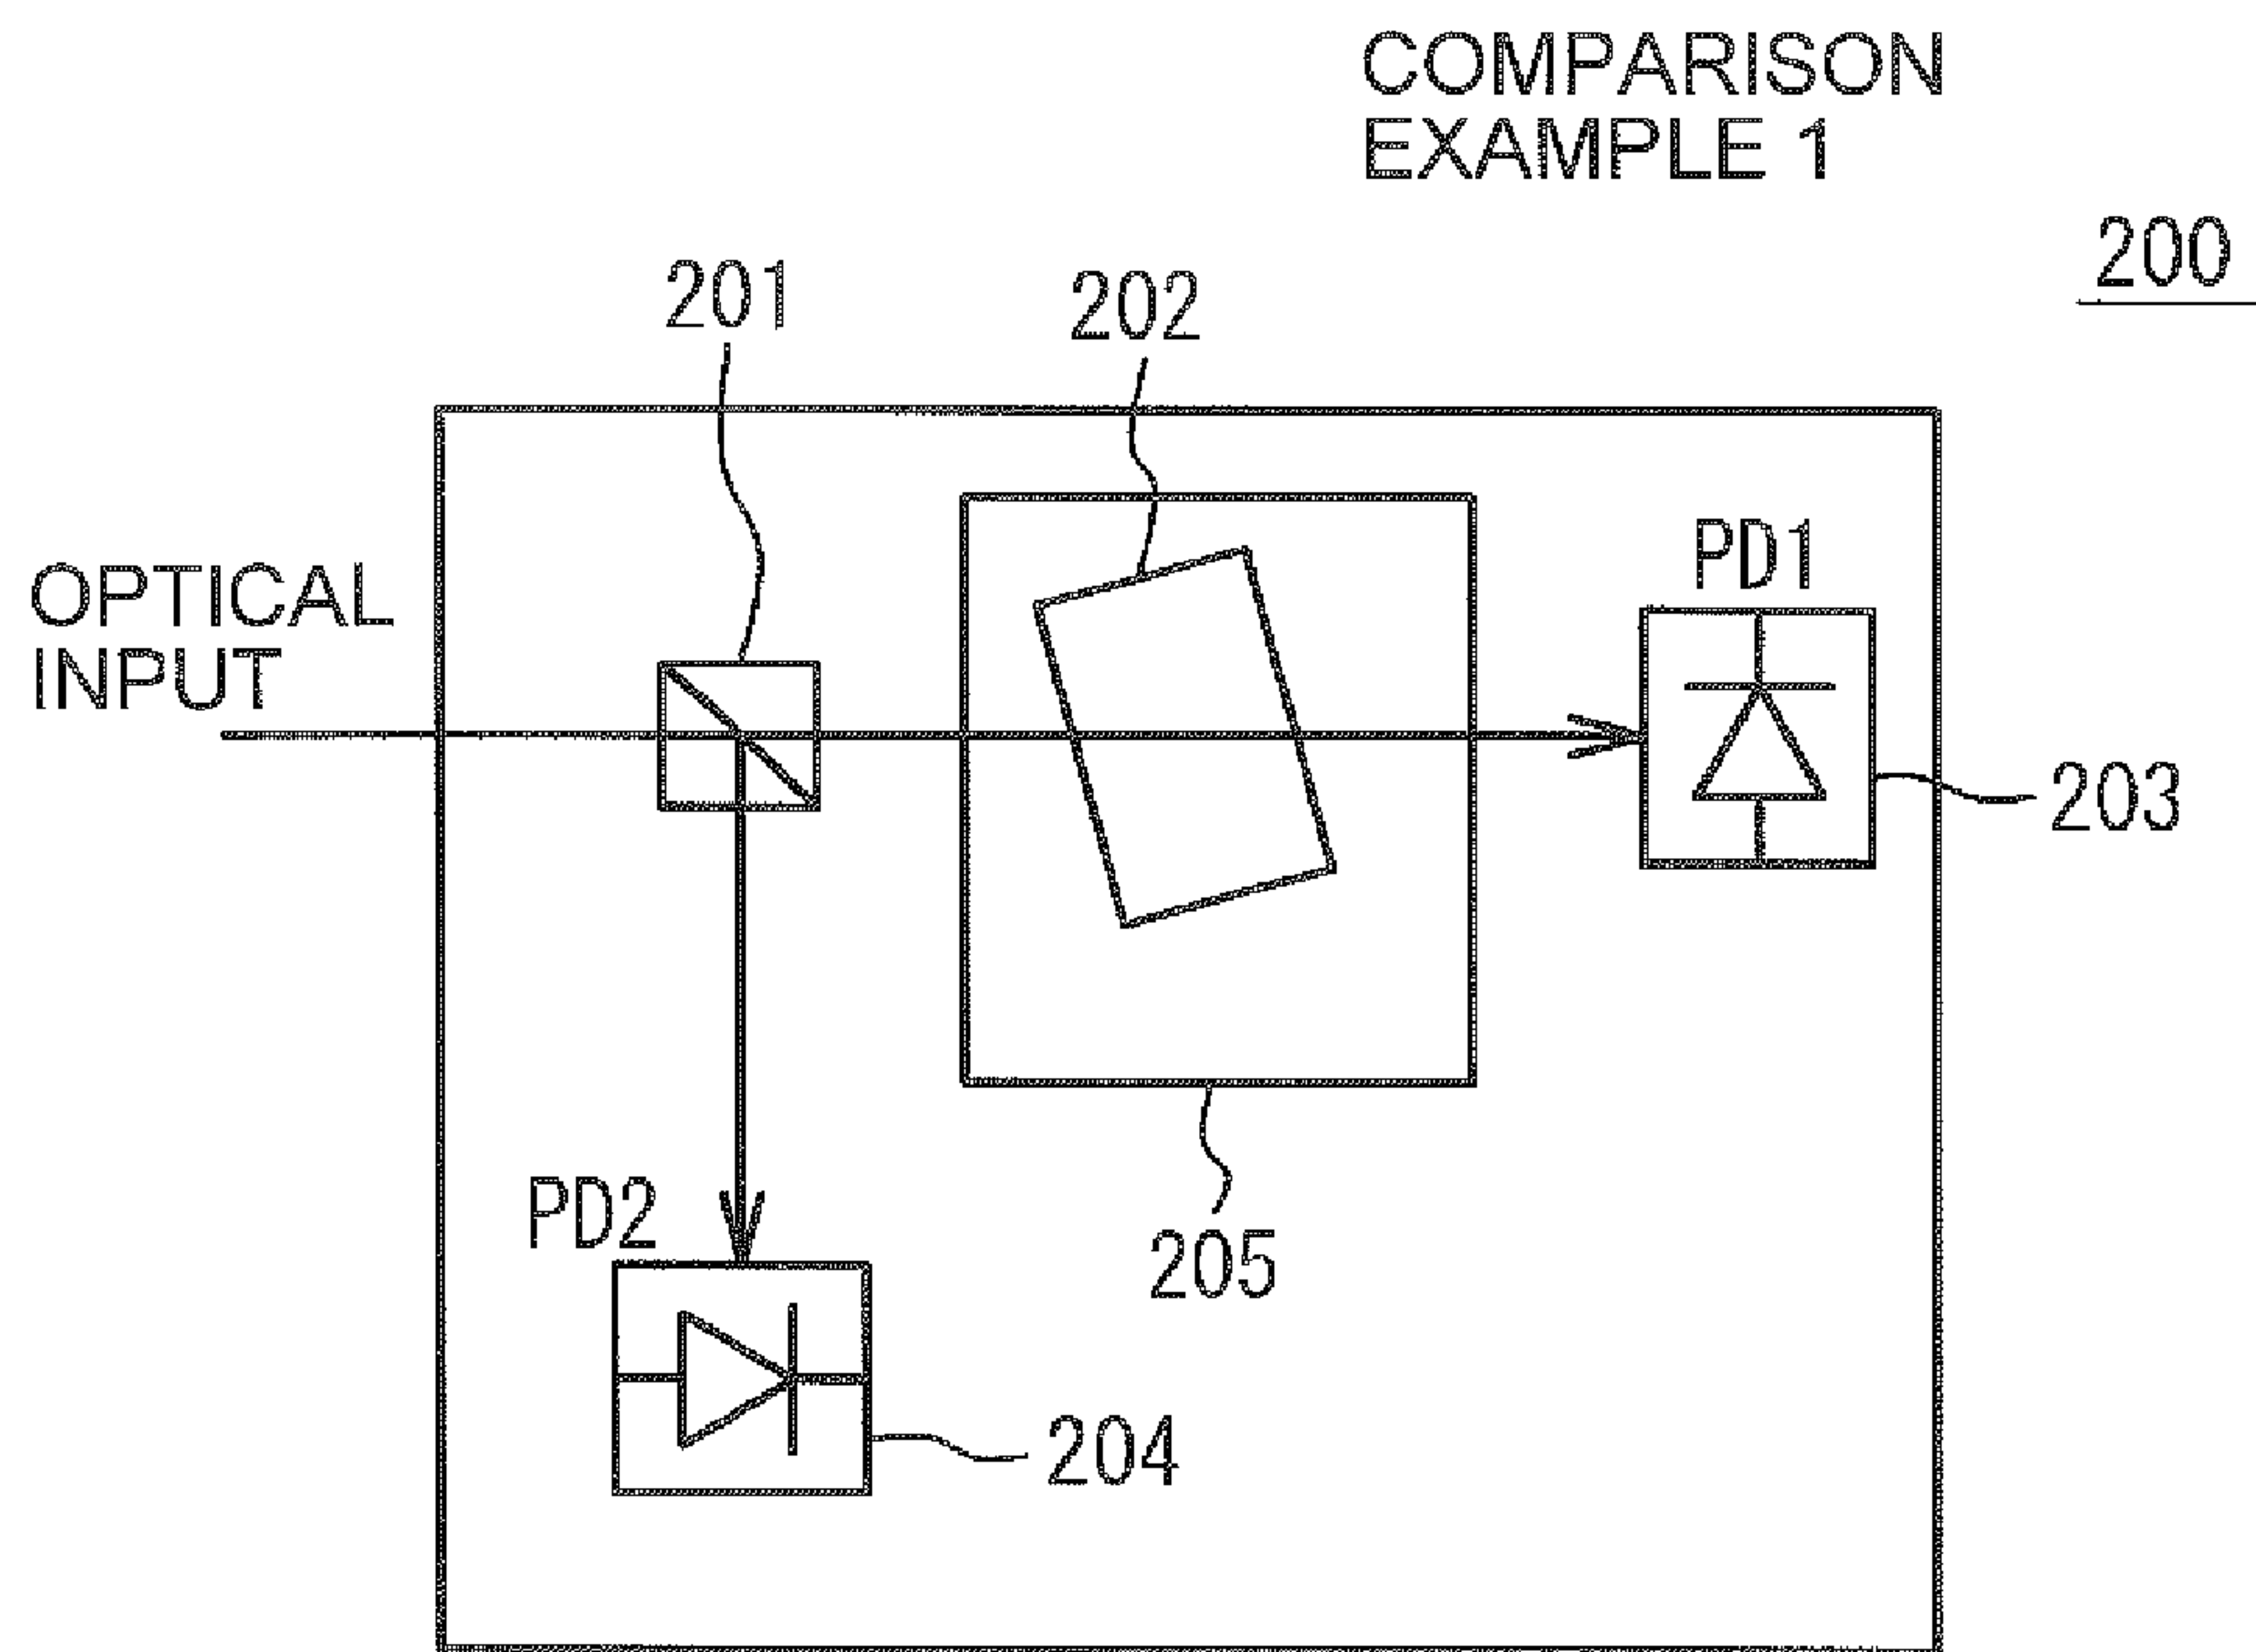 COMPARISON
EXAMPLE 1
200
201
202
OPTICAL
INPUT
PD1
203
PD2
205
204